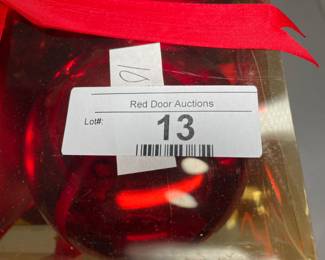 Red Door Auctions
Lot#: 13